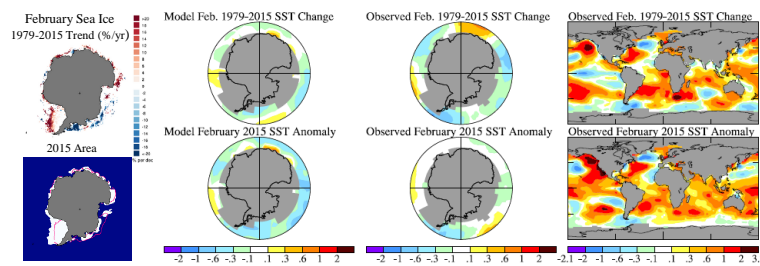 February Sea Ice
1979-2015 Trend (%/yr)
Model Feb. 1979-2015 SST Change
Observed Feb. 1979-2015 SST Change
Observed Feb. 1979-2015 SST Change
2015 Area
% per dec
Model February 2015 SST Anomaly
Observed February 2015 SST Anomaly
Observed February 2015 SST Anomaly
-2 -1 -.6 -.3 -.1 .1 .3 .6 1 2
-2 -1 -.6 -.3 -.1 .1 .3 .6 1 2
-2.1 -2 -1 -.6 -.3 -.1 .1 .3 .6 1 2